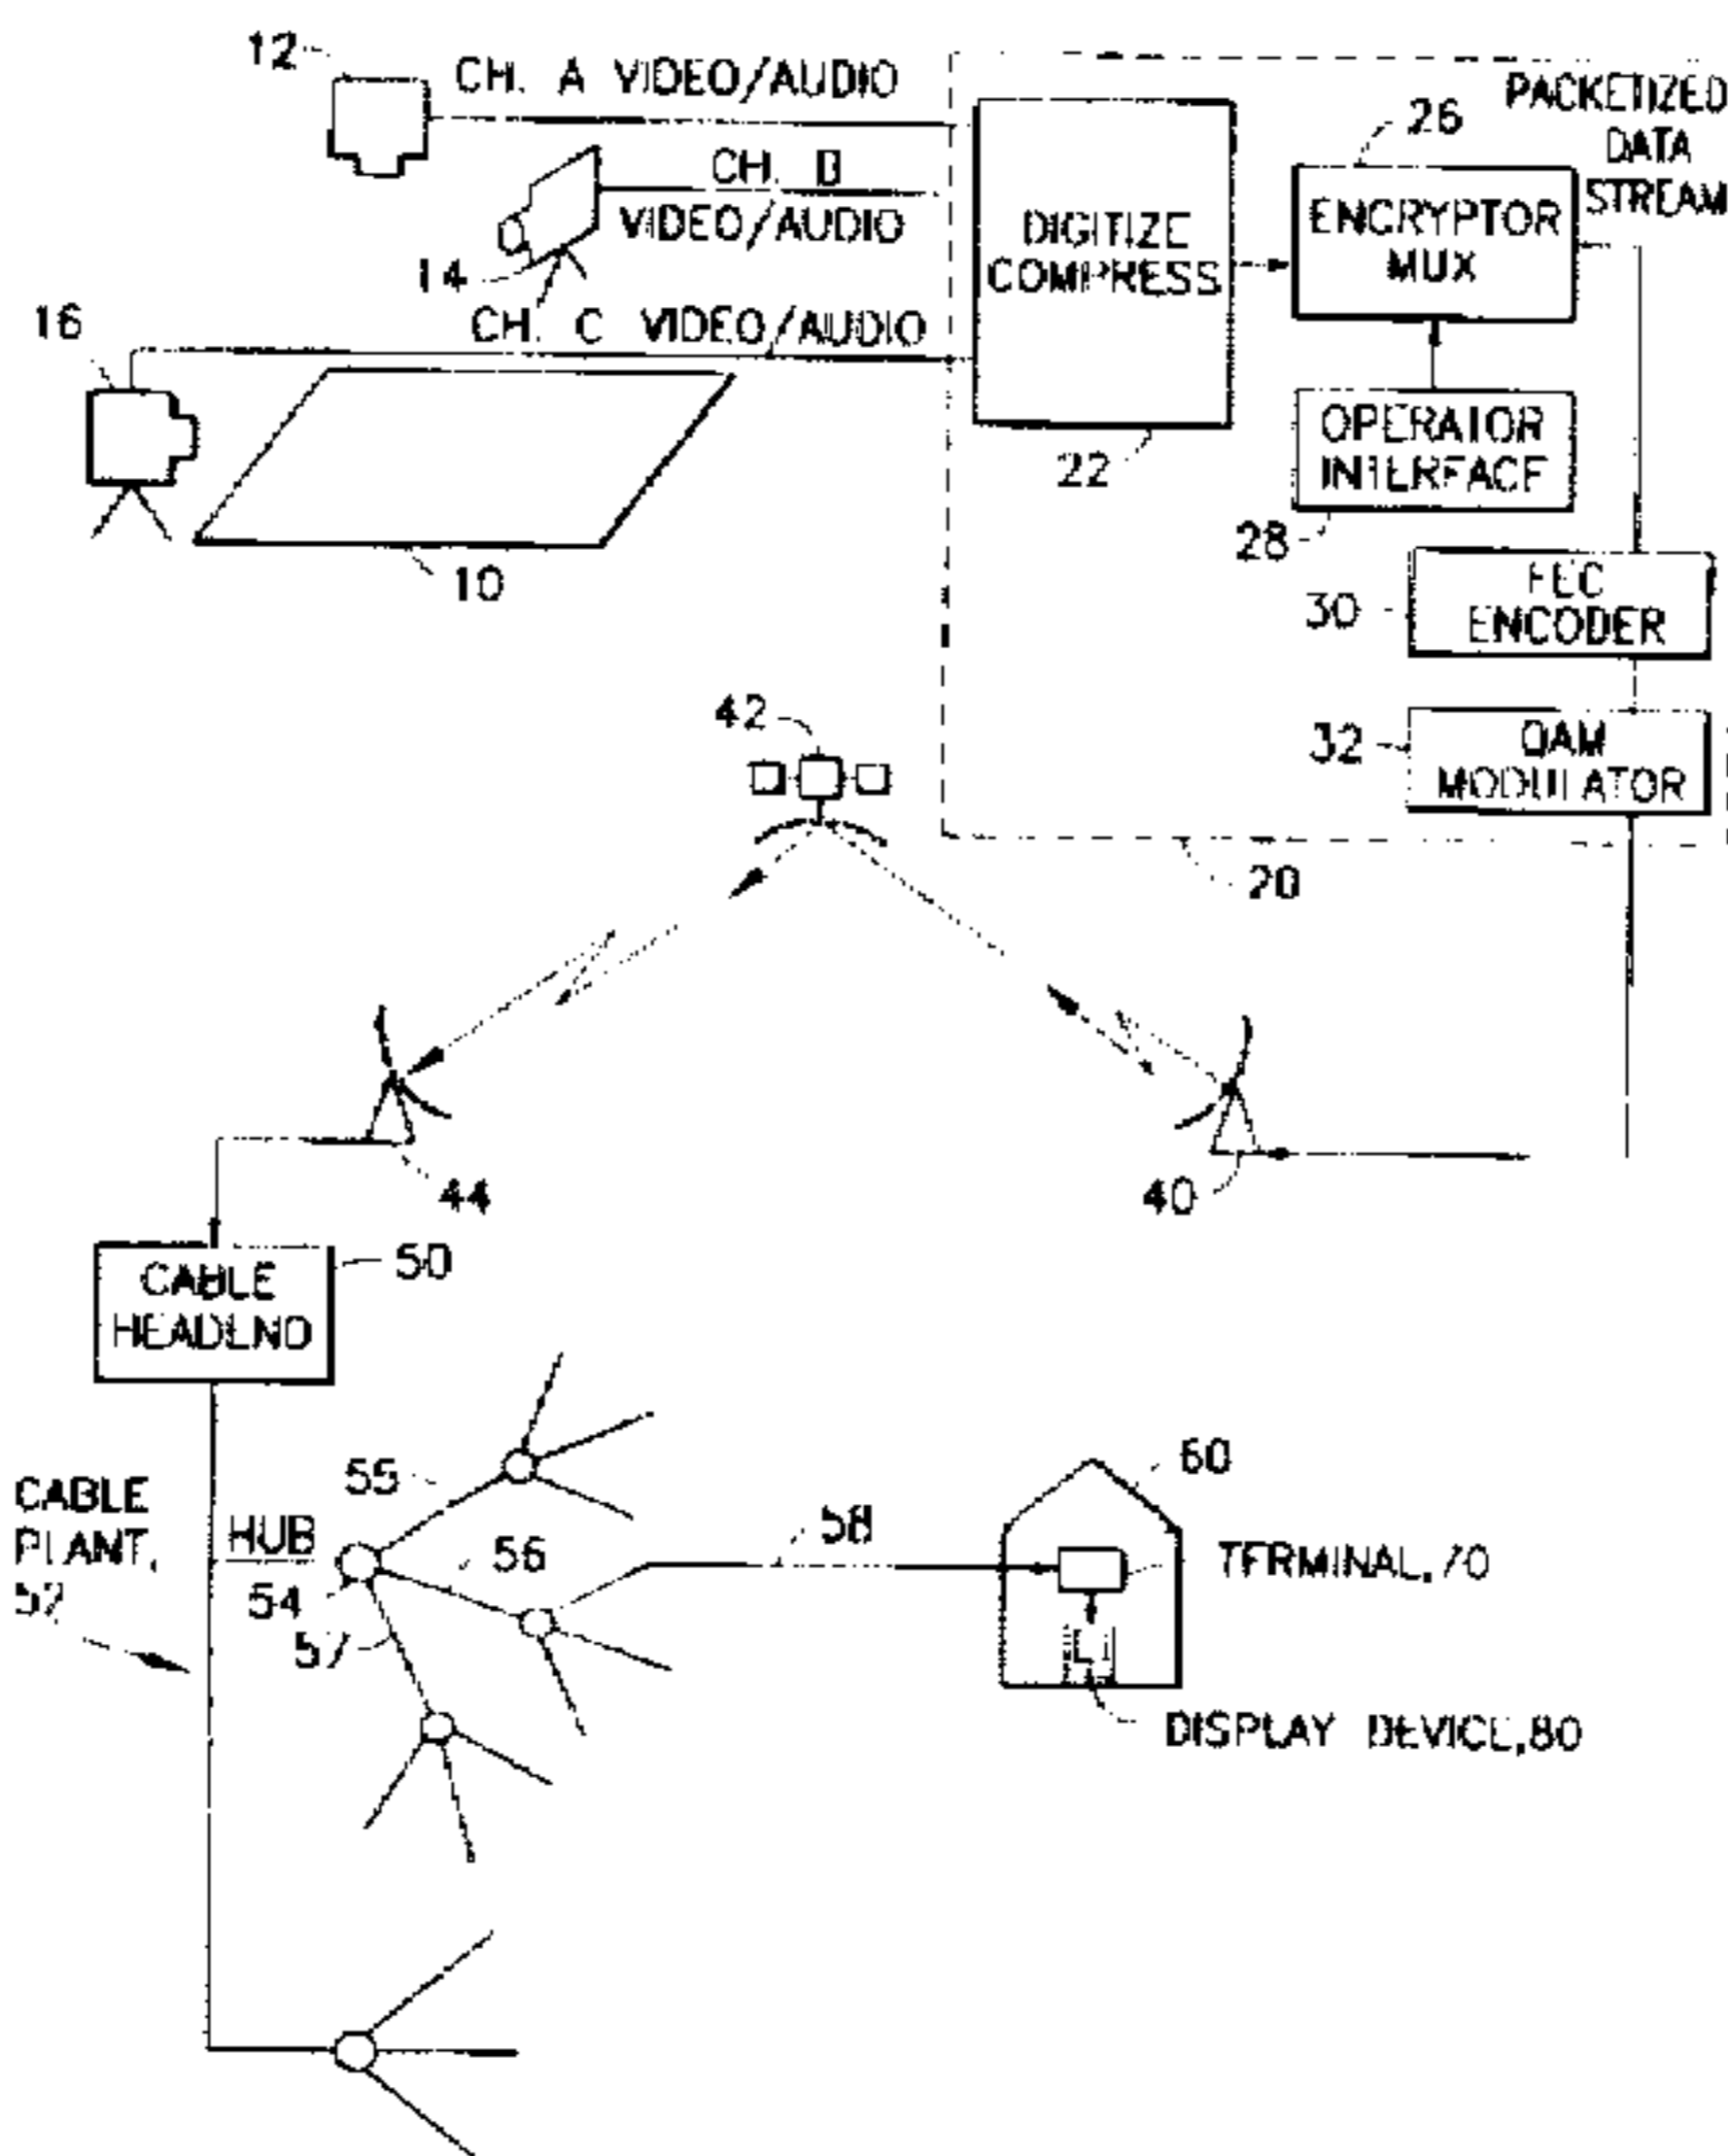 12
CH. A VIDEO/AUDIO
PACKETIZED
DATA
STREAM
26
CH. B
VIDEO/AUDIO
14
DIGITIZE
COMPRESS
ENCRYPTOR
MUX
16
CH. C VIDEO/AUDIO
OPERATOR
INTERFACE
22
28
10
FEC
ENCODER
30
42
QAM
MODULATOR
32
20
44
40
CABLE
HEADEND
50
55
60
CABLE
PLANT,
52
HUB
54
56
57
58
TERMINAL,70
DISPLAY DEVICE,80